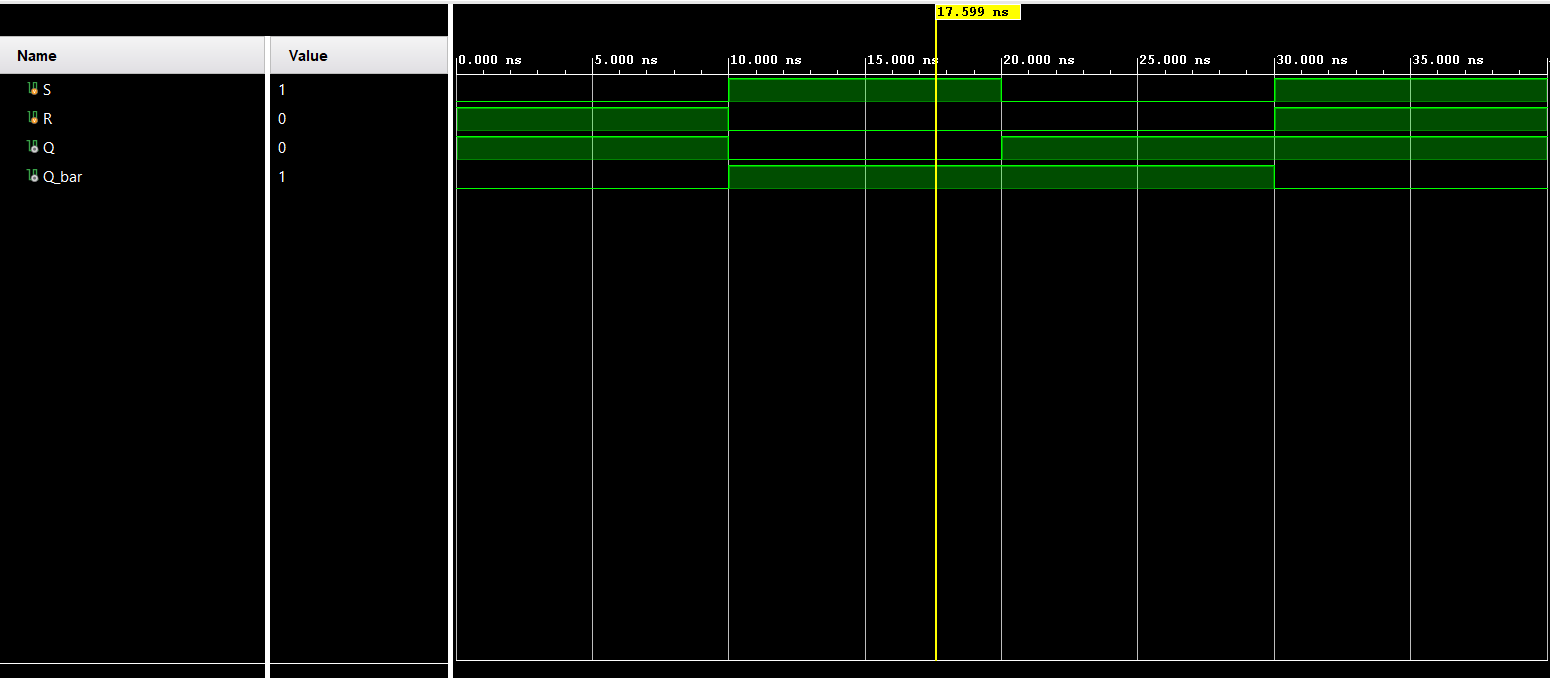 17.599 ns
Name Value
0.000 ns 5.000 ns 10.000 ns 15.000 ns 20.000 ns 25.000 ns 30.000 ns 35.000 ns
S 1
R 0
Q 0
Q_bar 1